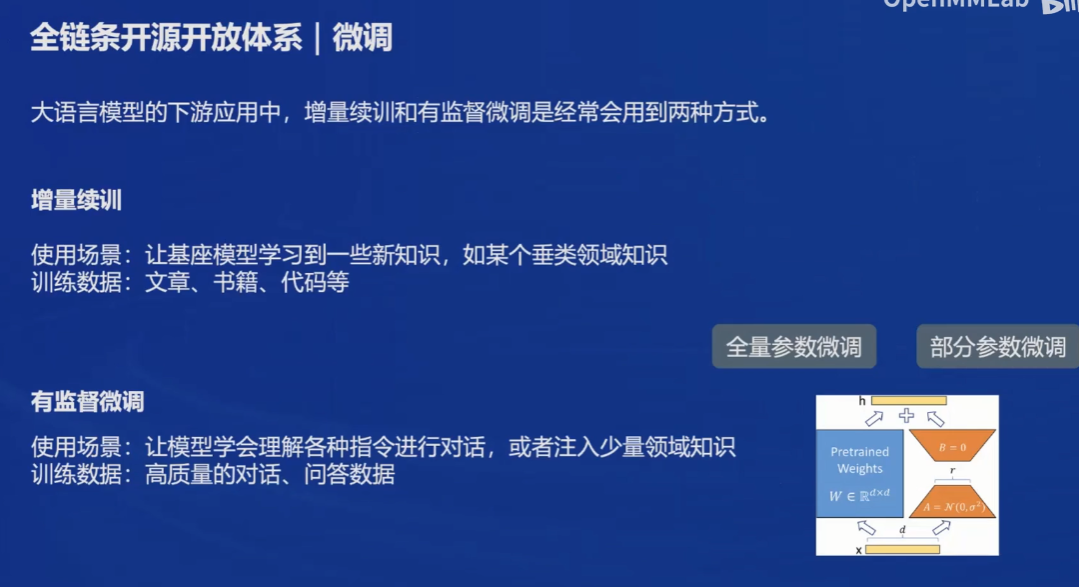 OpenMMLab
全链条开源开放体系｜微调
大语言模型的下游应用中，增量续训和有监督微调是经常会用到两种方式。
增量续训
使用场景：让基座模型学习到一些新知识，如某个垂类领域知识
训练数据：文章、书籍、代码等
全量参数微调
部分参数微调
有监督微调
使用场景：让模型学会理解各种指令进行对话，或者注入少量领域知识
训练数据：高质量的对话、问答数据
h
Pretrained
Weights
W ∈ ℝ^{d×d}
B = 0
r
A = 𝒩(0, σ²)
d
x